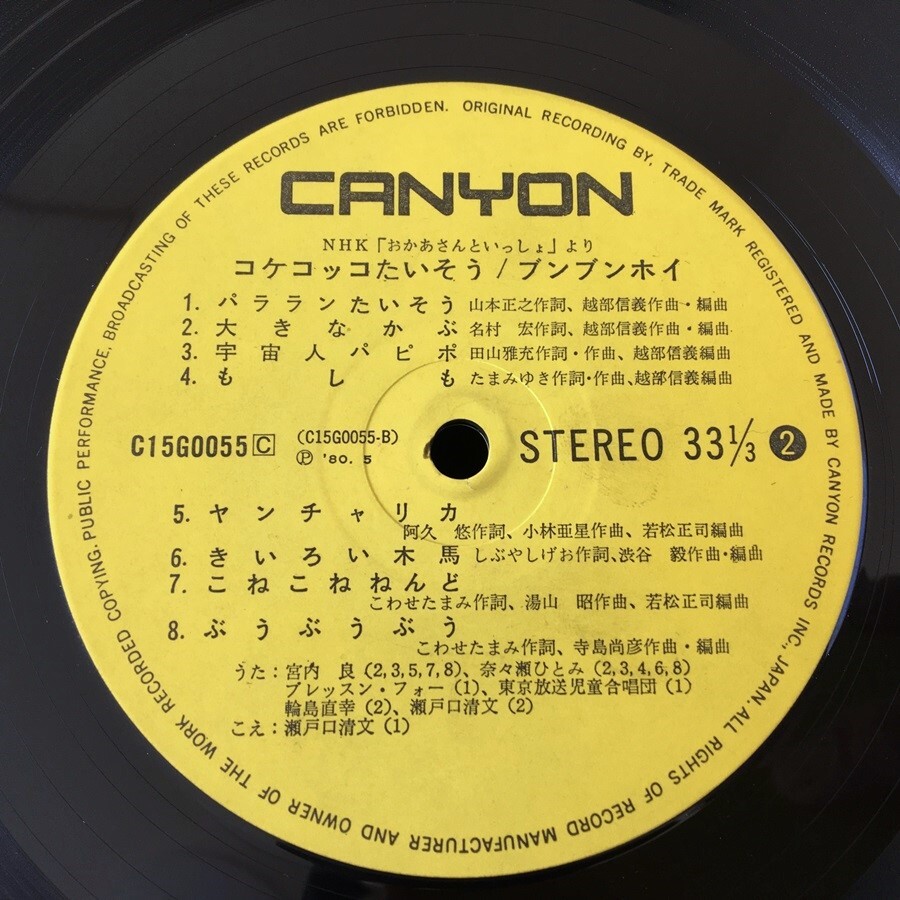 ORIGINAL RECORDING BY, TRADE MARK REGISTERED AND MADE BY CANYON RECORDS INC., JAPAN. ALL RIGHTS OF RECORD MANUFACTURER AND OWNER OF THE WORK RECORDED COPYING, PUBLIC PERFORMANCE, BROADCASTING OF THESE RECORDS ARE FORBIDDEN.
CANYON
NHK「おかあさんといっしょ」より
コケコッコたいそう/ブンブンホイ
1. パラランたいそう 山本正之作詞、越部信義作曲・編曲
2. 大きなかぶ 名村 宏作詞、越部信義作曲・編曲
3. 宇宙人パピポ 田山雅充作詞・作曲、越部信義編曲
4. もしも たまみゆき作詞・作曲、越部信義編曲
C15G0055 C (C15G0055-B) STEREO 33 1/3 2
Ⓟ '80. 5
5. ヤンチャリカ
阿久 悠作詞、小林亜星作曲、若松正司編曲
6. きいろい木馬 しぶやしげお作詞、渋谷 毅作曲・編曲
7. こねこねねんど
こわせたまみ作詞、湯山 昭作曲、若松正司編曲
8. ぶうぶうぶう
こわせたまみ作詞、寺島尚彦作曲・編曲
うた:宮内 良(2,3,5,7,8)、奈々瀬ひとみ(2,3,4,6,8)
ブレッスン・フォー(1)、東京放送児童合唱団(1)
輪島直幸(2)、瀬戸口清文(2)
こえ:瀬戸口清文(1)